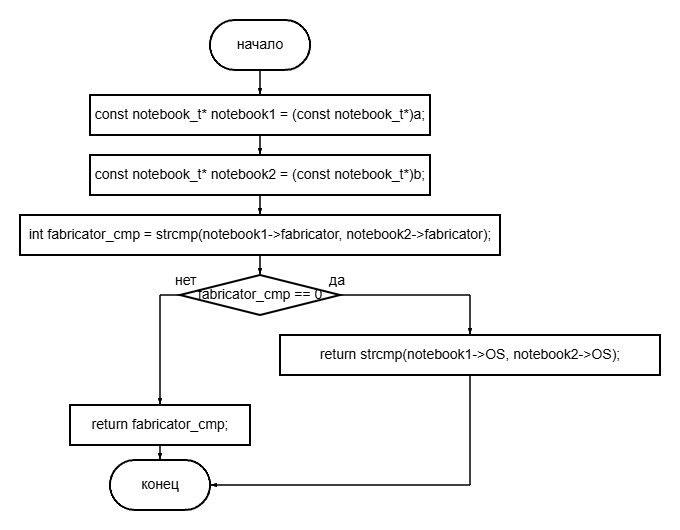 начало
const notebook_t* notebook1 = (const notebook_t*)a;
const notebook_t* notebook2 = (const notebook_t*)b;
int fabricator_cmp = strcmp(notebook1->fabricator, notebook2->fabricator);
нет
да
fabricator_cmp == 0
return strcmp(notebook1->OS, notebook2->OS);
return fabricator_cmp;
конец